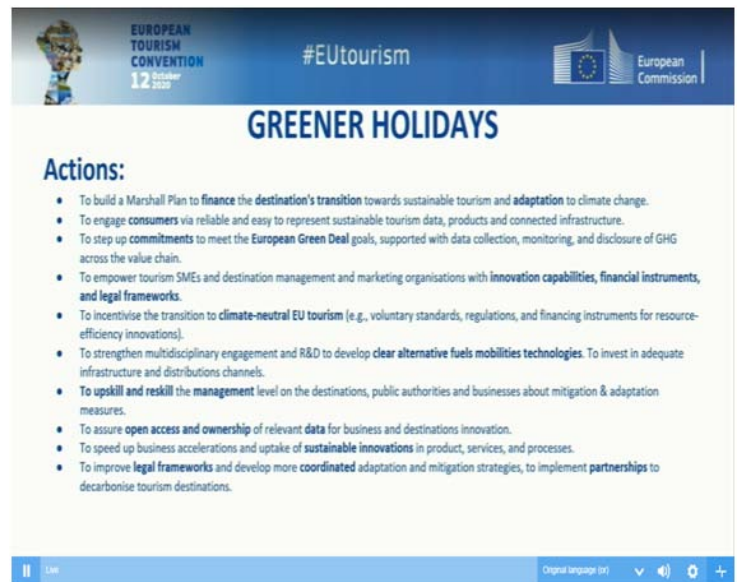 EUROPEAN
TOURISM
CONVENTION
12 October
2020
#EUtourism
European
Commission
GREENER HOLIDAYS
Actions:
• To build a Marshall Plan to finance the destination's transition towards sustainable tourism and adaptation to climate change.
• To engage consumers via reliable and easy to represent sustainable tourism data, products and connected infrastructure.
• To step up commitments to meet the European Green Deal goals, supported with data collection, monitoring, and disclosure of GHG
across the value chain.
• To empower tourism SMEs and destination management and marketing organisations with innovation capabilities, financial instruments,
and legal frameworks.
• To incentivise the transition to climate-neutral EU tourism (e.g., voluntary standards, regulations, and financing instruments for resource-
efficiency innovations).
• To strengthen multidisciplinary engagement and R&D to develop clear alternative fuels mobilities technologies. To invest in adequate
infrastructure and distributions channels.
• To upskill and reskill the management level on the destinations, public authorities and businesses about mitigation & adaptation
measures.
• To assure open access and ownership of relevant data for business and destinations innovation.
• To speed up business accelerations and uptake of sustainable innovations in product, services, and processes.
• To improve legal frameworks and develop more coordinated adaptation and mitigation strategies, to implement partnerships to
decarbonise tourism destinations.
Live
Original language (or)